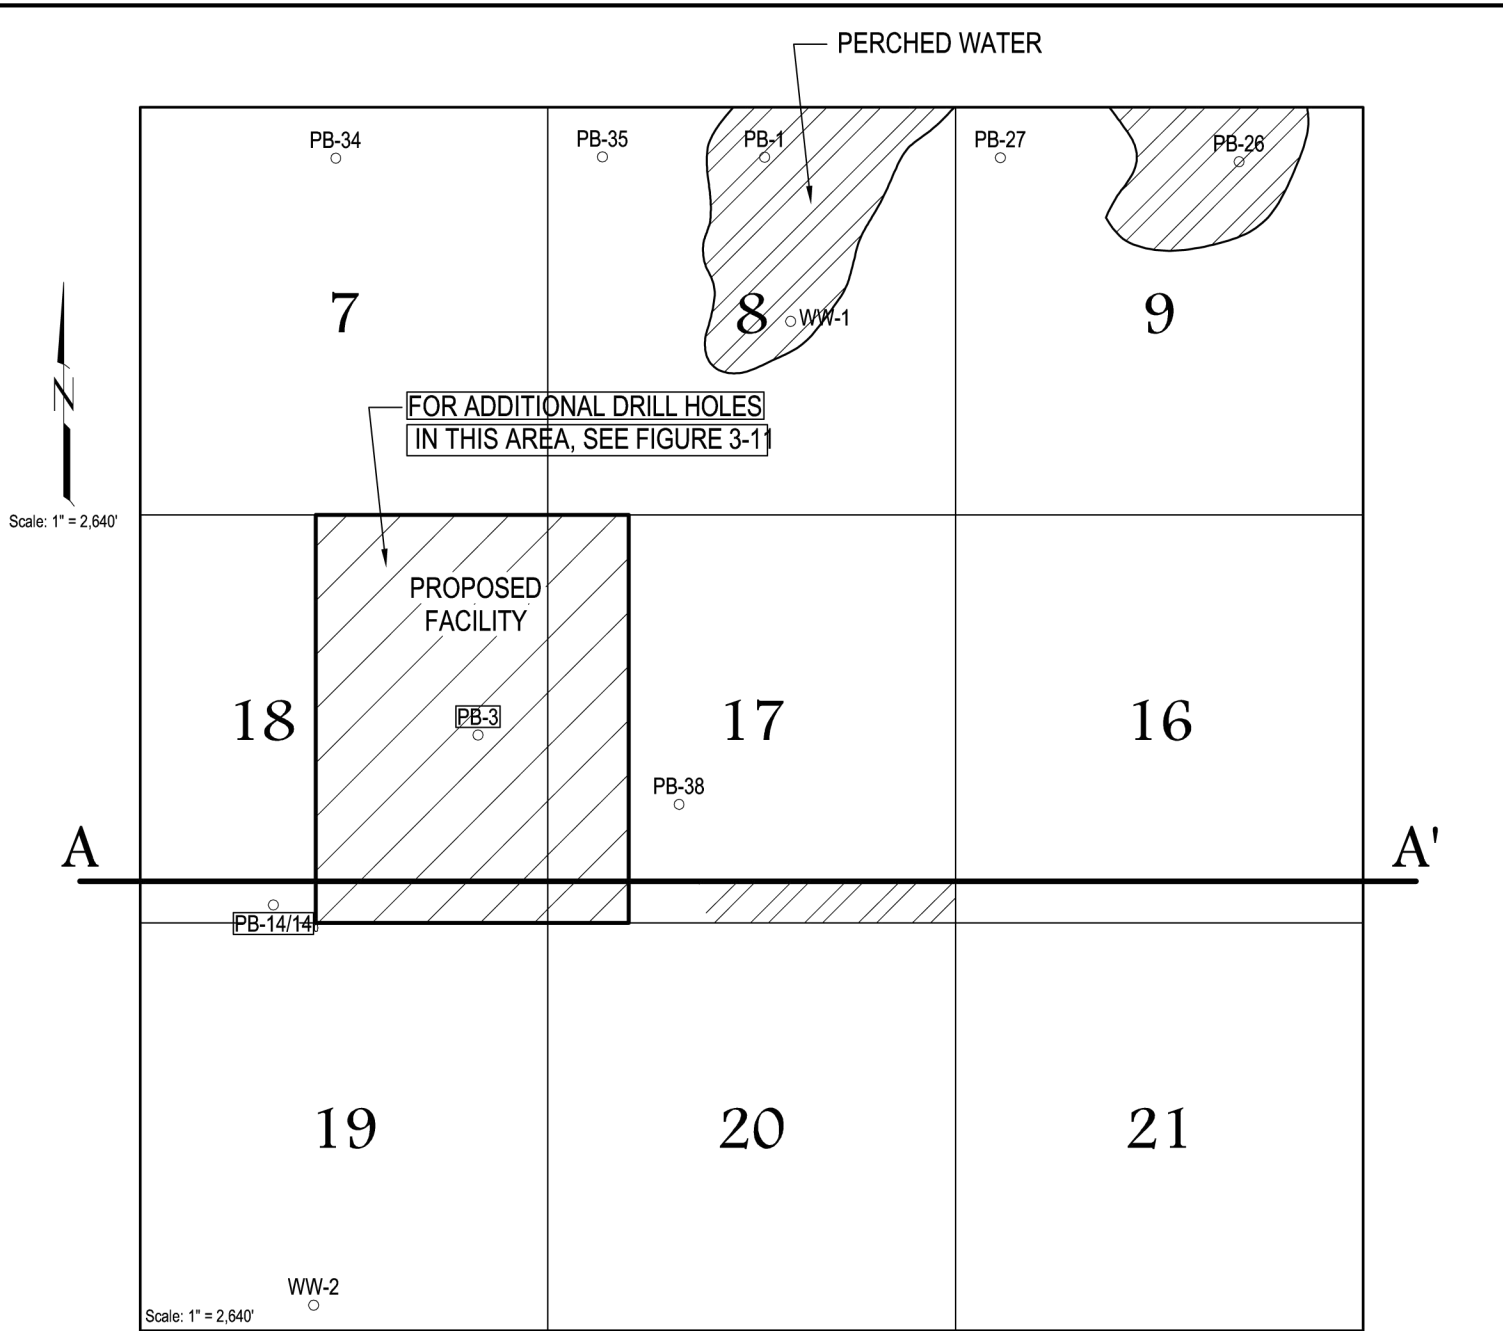 PERCHED WATER
PB-34
PB-35
PB-1
PB-27
PB-26
7
8
WW-1
9
FOR ADDITIONAL DRILL HOLES
IN THIS AREA, SEE FIGURE 3-11
N
Scale: 1" = 2,640'
PROPOSED
FACILITY
18
PB-3
17
16
PB-38
A
A'
PB-14/14
19
20
21
WW-2
Scale: 1" = 2,640'